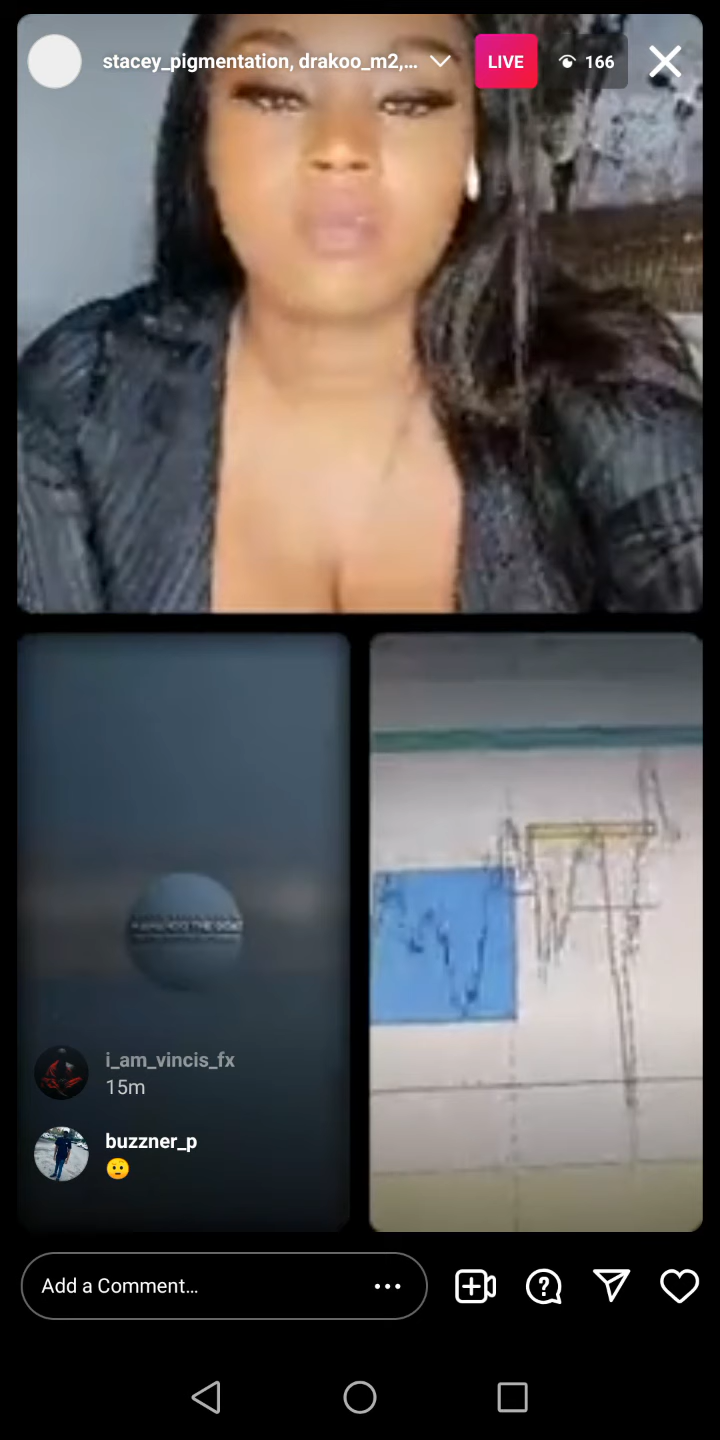 stacey_pigmentation, drakoo_m2,...
LIVE
166
i_am_vincis_fx
15m
buzzner_p
🫡
Add a Comment...